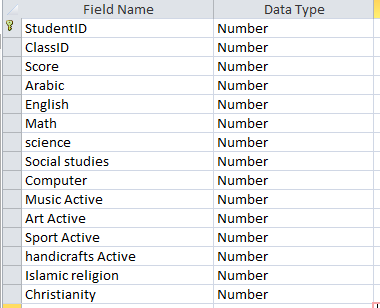 Field Name Data Type
StudentID Number
ClassID Number
Score Number
Arabic Number
English Number
Math Number
science Number
Social studies Number
Computer Number
Music Active Number
Art Active Number
Sport Active Number
handicrafts Active Number
Islamic religion Number
Christianity Number